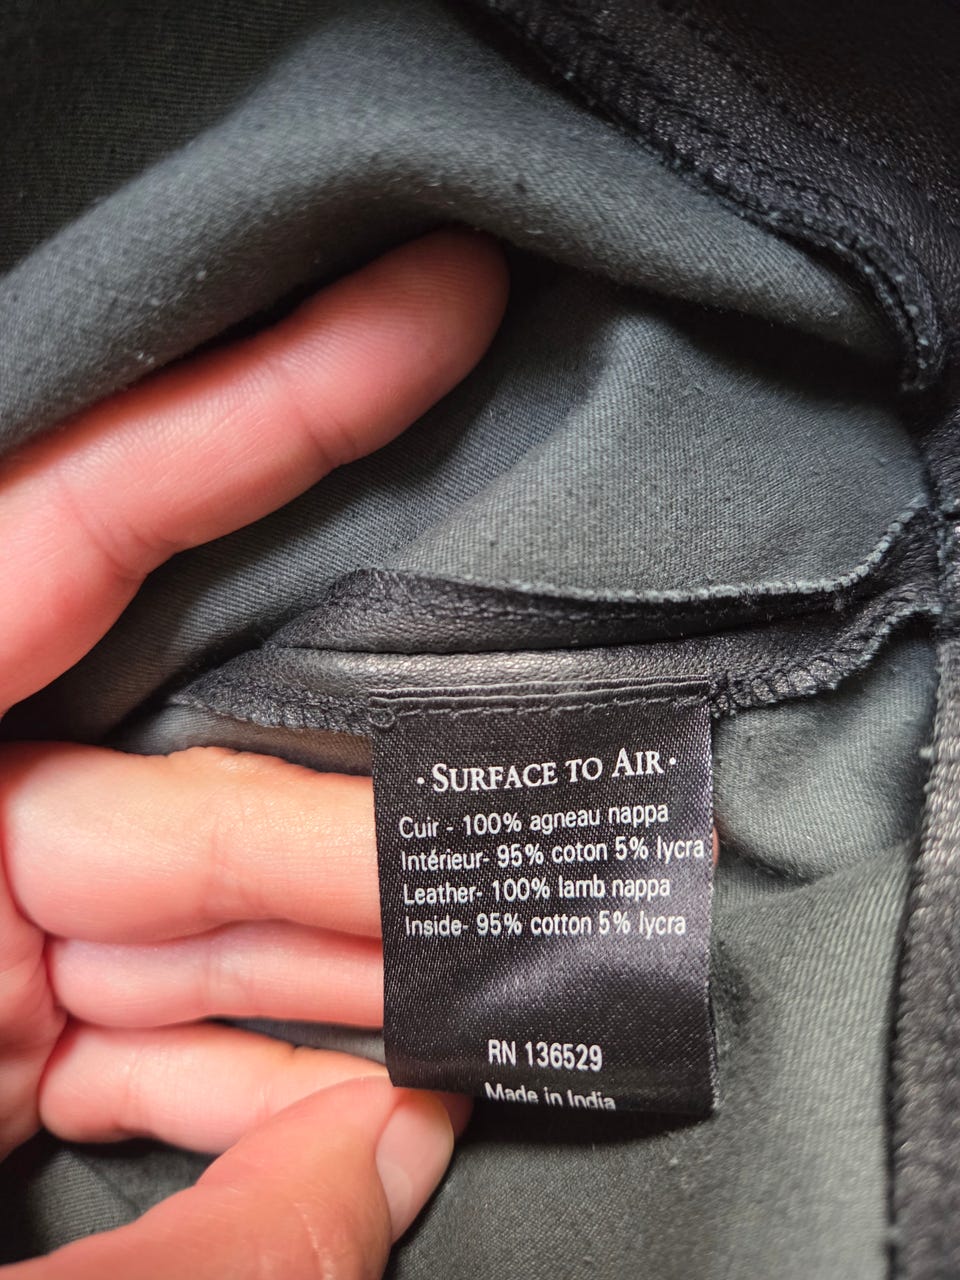 · SURFACE TO AIR ·
Cuir - 100% agneau nappa
Intérieur- 95% coton 5% lycra
Leather- 100% lamb nappa
Inside- 95% cotton 5% lycra
RN 136529
Made in India